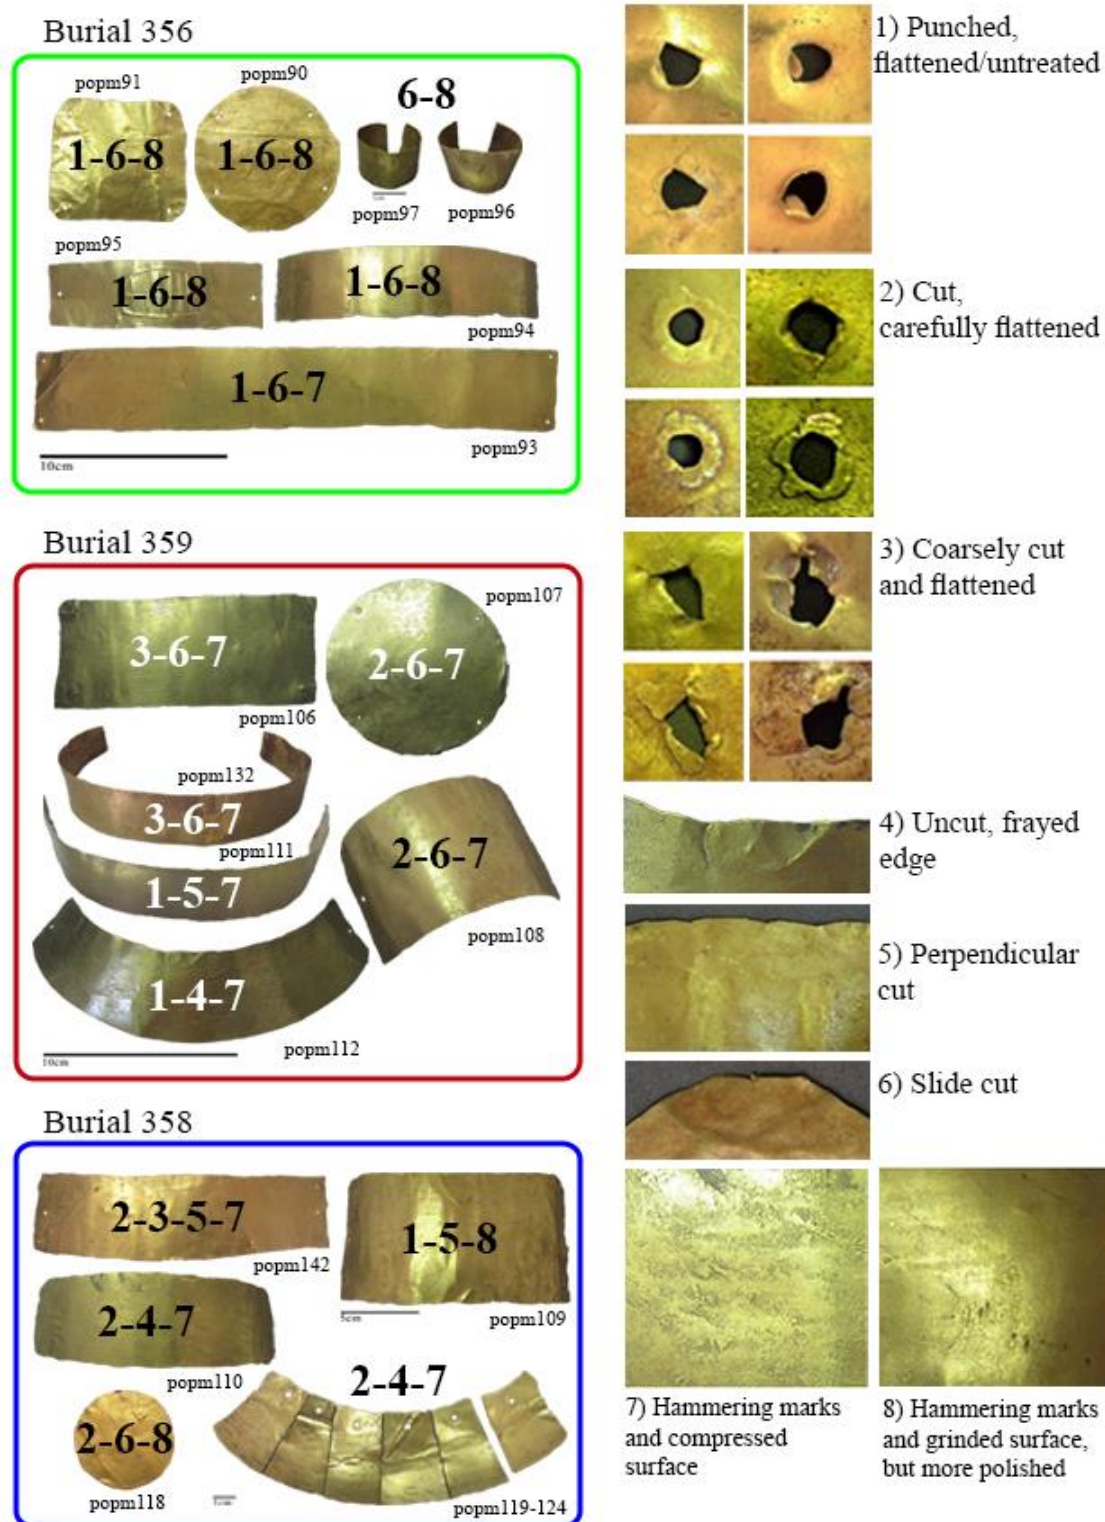 Burial 356
popm91
popm90
6-8
1-6-8
1-6-8
popm97
popm96
popm95
1-6-8
1-6-8
popm94
1-6-7
popm93
10cm
Burial 359
popm107
3-6-7
2-6-7
popm106
popm132
3-6-7
popm111
2-6-7
1-5-7
popm108
1-4-7
popm112
10cm
Burial 358
2-3-5-7
1-5-8
popm142
5cm
popm109
2-4-7
popm110
2-4-7
2-6-8
popm118
popm119-124
1) Punched,
flattened/untreated
2) Cut,
carefully flattened
3) Coarsely cut
and flattened
4) Uncut, frayed
edge
5) Perpendicular
cut
6) Slide cut
7) Hammering marks
and compressed
surface
8) Hammering marks
and grinded surface,
but more polished